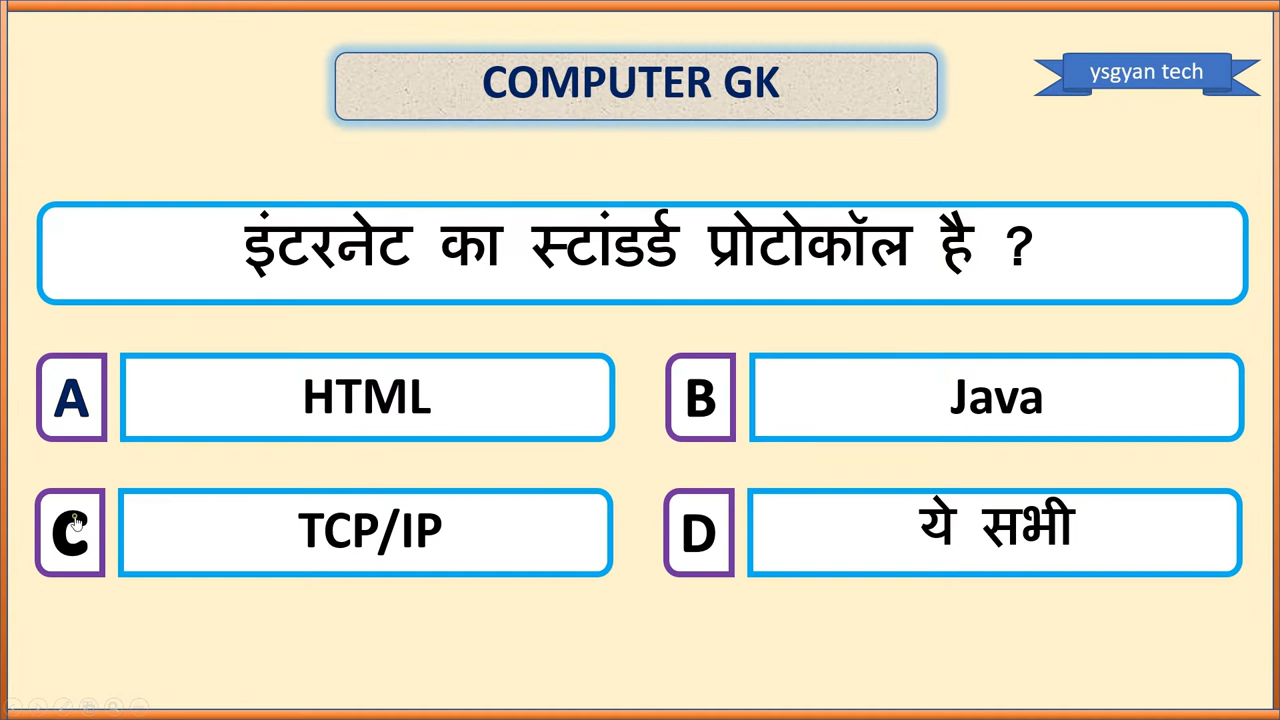 COMPUTER GK
ysgyan tech
इंटरनेट का स्टांडर्ड प्रोटोकॉल है ?
A HTML
B Java
C TCP/IP
D ये सभी